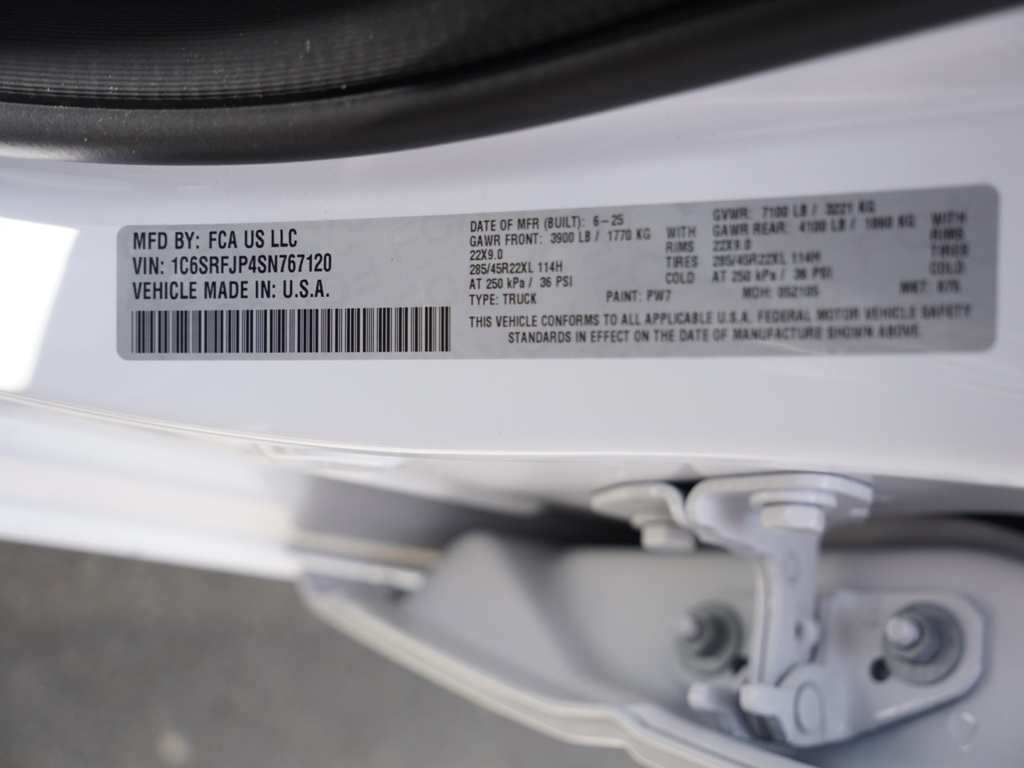 MFD BY: FCA US LLC
VIN: 1C6SRFJP4SN767120
VEHICLE MADE IN: U.S.A.
DATE OF MFR (BUILT): 6-25
GAWR FRONT: 3900 LB / 1770 KG WITH
22X9.0 RIMS
285/45R22XL 114H TIRES
AT 250 kPa / 36 PSI COLD
TYPE: TRUCK PAINT: PW7
GVWR: 7100 LB / 3221 KG
GAWR REAR: 4100 LB / 1860 KG WITH
22X9.0 RIMS
285/45R22XL 114H TIRES
AT 250 kPa / 36 PSI COLD
MDH: 052105 MKT:
THIS VEHICLE CONFORMS TO ALL APPLICABLE U.S.A. FEDERAL MOTOR VEHICLE SAFETY
STANDARDS IN EFFECT ON THE DATE OF MANUFACTURE SHOWN ABOVE